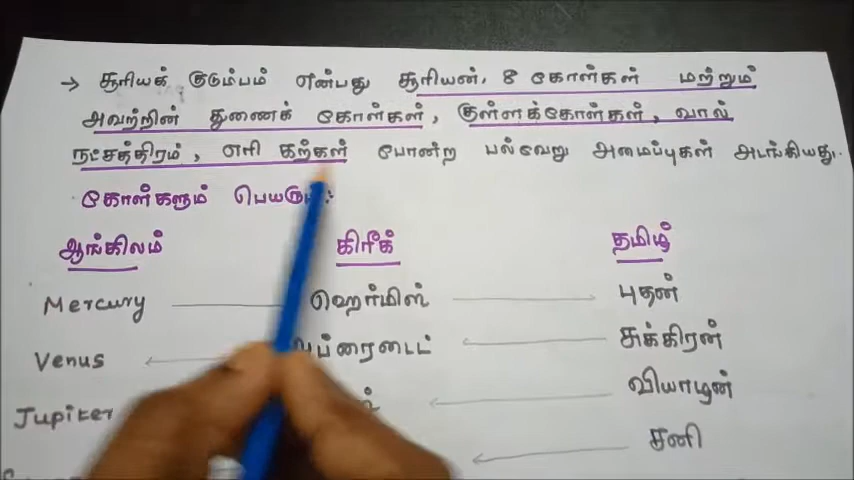 → சூரியக் குடும்பம் என்பது சூரியன், 8 கோள்கள் மற்றும்
அவற்றின் துணைக் கோள்கள், குள்ளக்கோள்கள், வால்
நட்சத்திரம், எரி கற்கள் போன்ற பல்வேறு அமைப்புகள் அடங்கியது.
கோள்களும்
ஆங்கிலம் கிரீக் தமிழ்
Mercury ஹெர்மிஸ் புதன்
Venus சுக்கிரன்
Jupiter வியாழன்
சனி